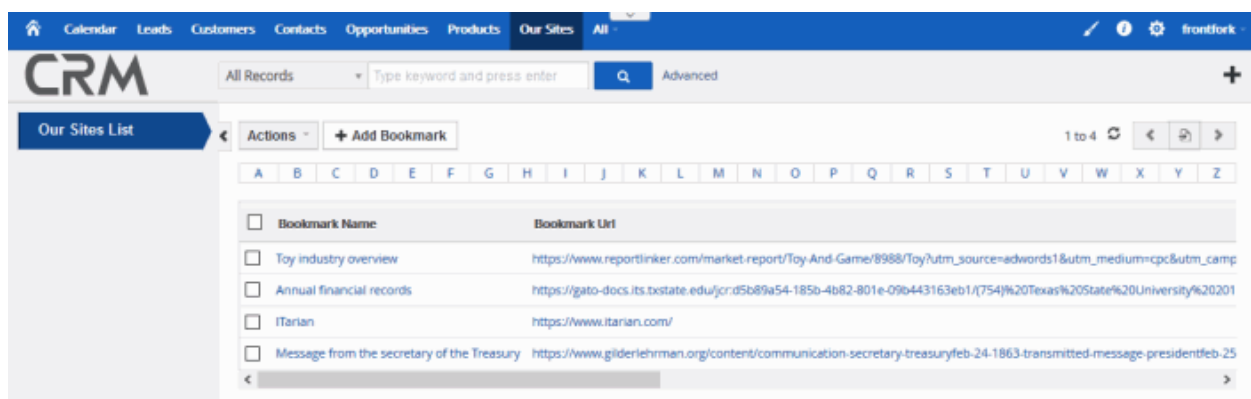 Calendar Leads Customers Contacts Opportunities Products Our Sites All frontfork
CRM All Records Type keyword and press enter Advanced
Our Sites List Actions + Add Bookmark 1 to 4
A B C D E F G H I J K L M N O P Q R S T U V W X Y Z
Bookmark Name Bookmark Url
Toy industry overview https://www.reportlinker.com/market-report/Toy-And-Game/8988/Toy?utm_source=adwords1&utm_medium=cpc&utm_camp
Annual financial records https://gato-docs.its.txstate.edu/jcr:d5b89a54-185b-4b82-801e-09b443163eb1/(754)%20Texas%20State%20University%20201
ITarian https://www.itarian.com/
Message from the secretary of the Treasury https://www.gilderlehrman.org/content/communication-secretary-treasuryfeb-24-1863-transmitted-message-presidentfeb-25